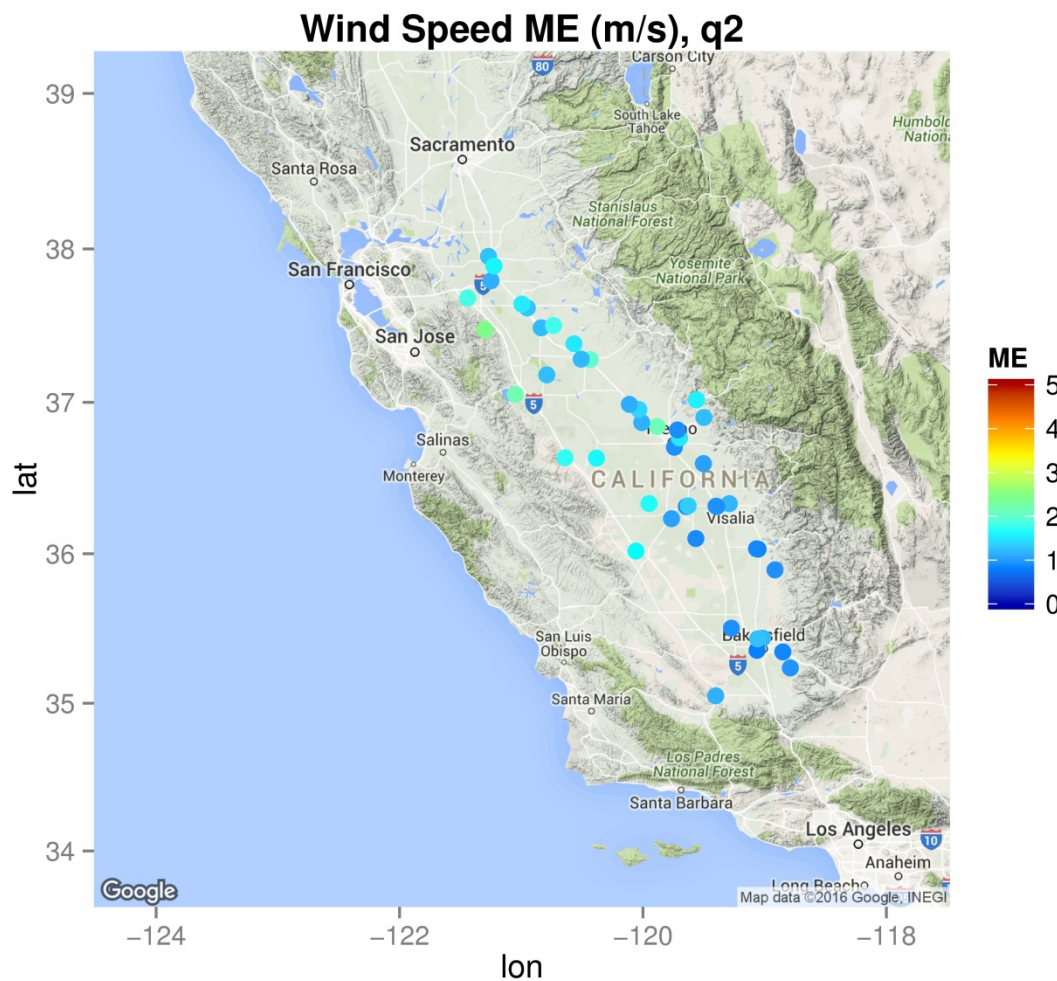 Wind Speed ME (m/s), q2
39
38
37
36
35
34
lat
−124
−122
−120
−118
lon
80
Carson City
South Lake
Tahoe
Humbol
Nation
Sacramento
Santa Rosa
Stanislaus
National Forest
San Francisco
5
Yosemite
National Park
San Jose
5
Salinas
Monterey
CALIFORNIA
Visalia
San Luis
Obispo
5
Santa Maria
Los Padres
National Forest
Santa Barbara
Los Angeles
10
Anaheim
Long Beach
Google
Map data ©2016 Google, INEGI
ME
5
4
3
2
1
0